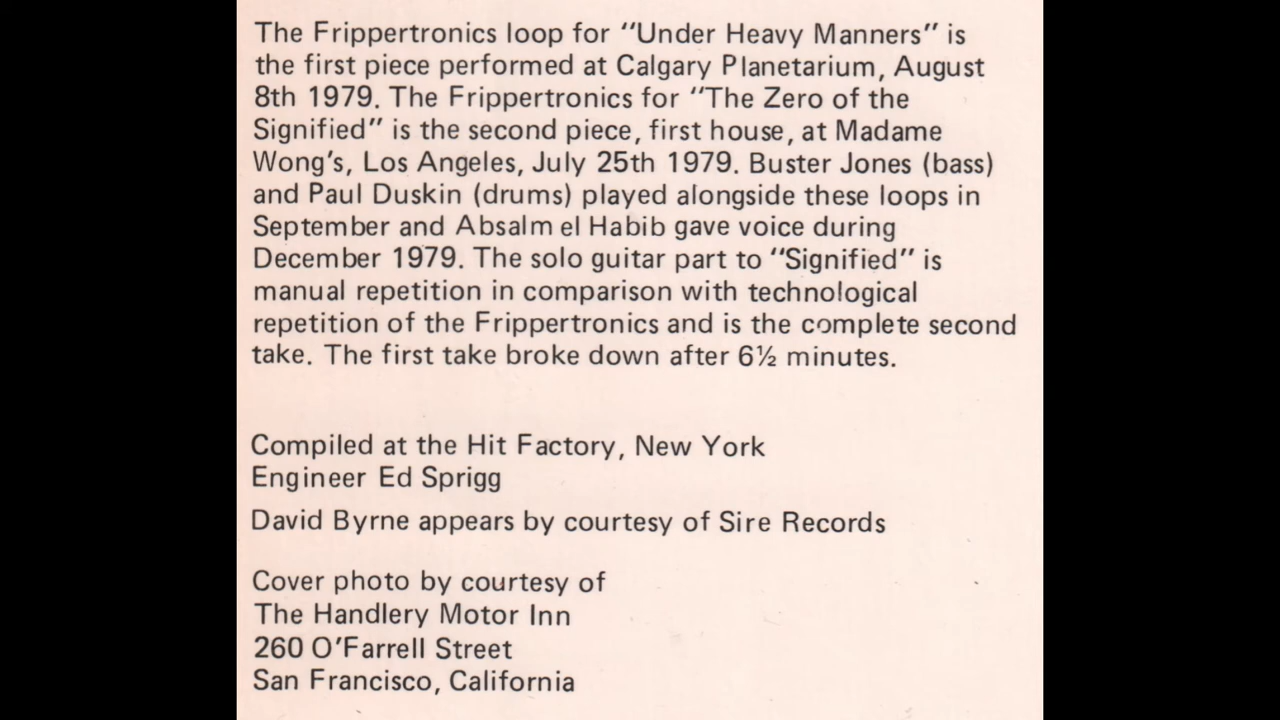 The Frippertronics loop for "Under Heavy Manners" is
the first piece performed at Calgary Planetarium, August
8th 1979. The Frippertronics for "The Zero of the
Signified" is the second piece, first house, at Madame
Wong's, Los Angeles, July 25th 1979. Buster Jones (bass)
and Paul Duskin (drums) played alongside these loops in
September and Absalm el Habib gave voice during
December 1979. The solo guitar part to "Signified" is
manual repetition in comparison with technological
repetition of the Frippertronics and is the complete second
take. The first take broke down after 6½ minutes.
Compiled at the Hit Factory, New York
Engineer Ed Sprigg
David Byrne appears by courtesy of Sire Records
Cover photo by courtesy of
The Handlery Motor Inn
260 O'Farrell Street
San Francisco, California